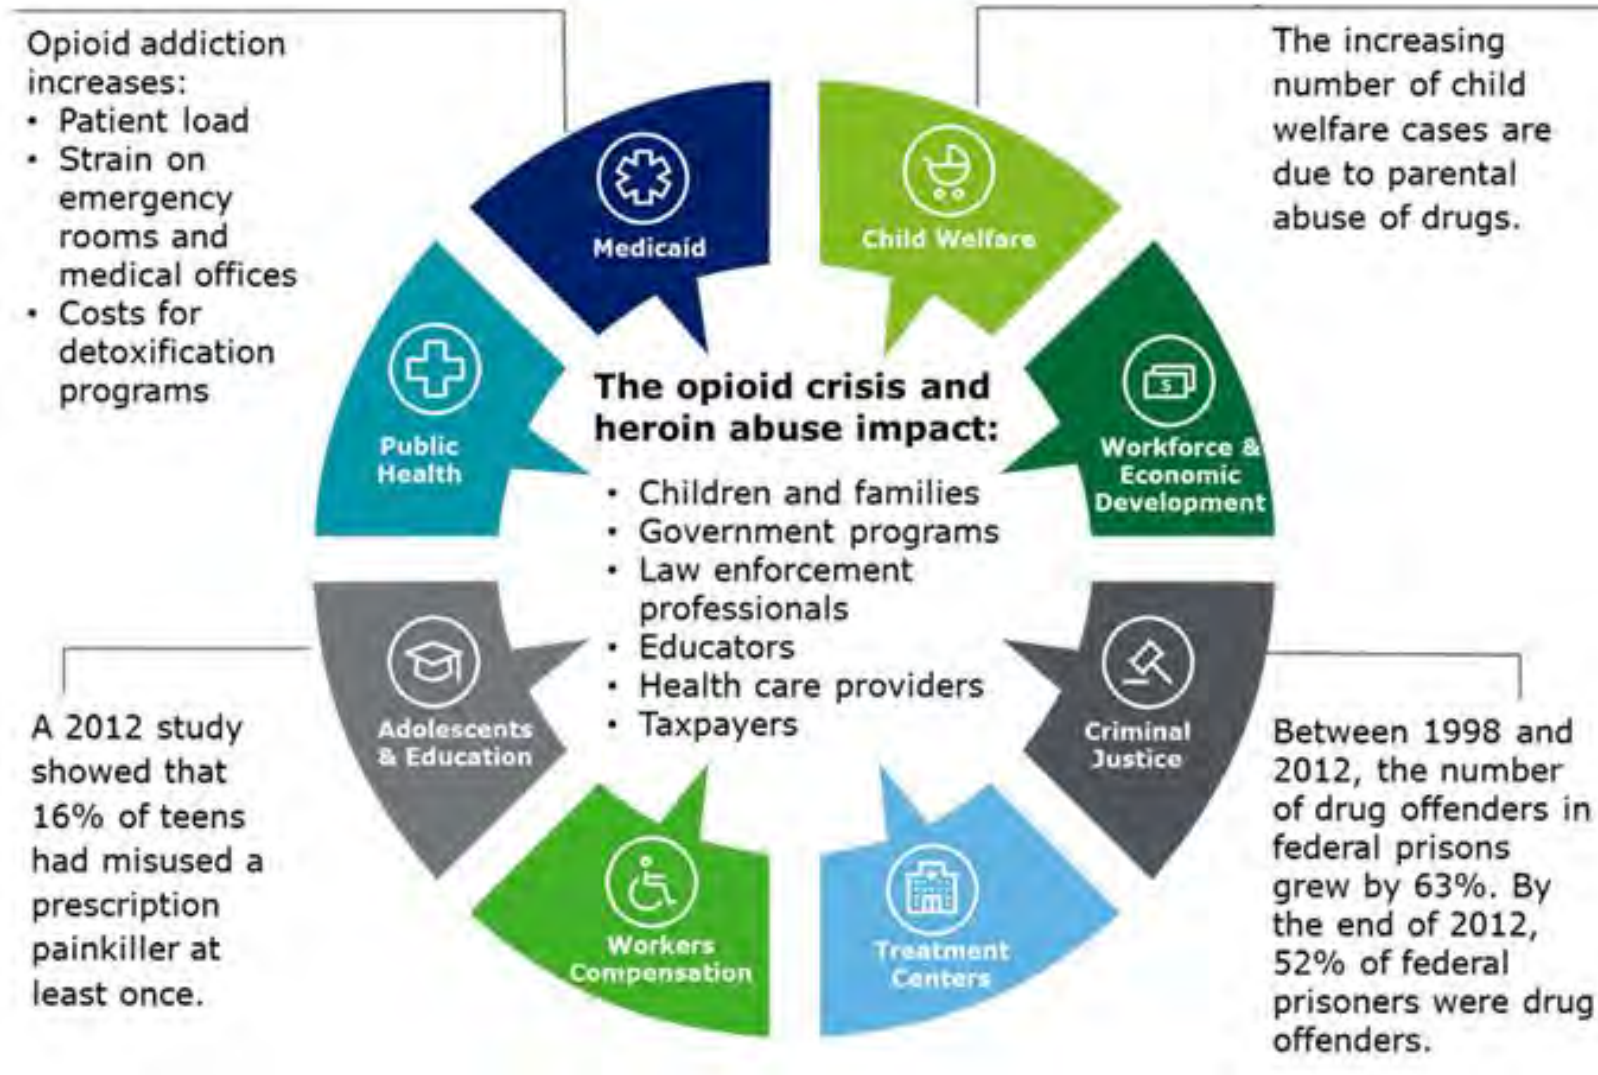 Opioid addiction
increases:
• Patient load
• Strain on
emergency
rooms and
medical offices
• Costs for
detoxification
programs
The increasing
number of child
welfare cases are
due to parental
abuse of drugs.
Medicaid
Child Welfare
Public
Health
Workforce &
Economic
Development
The opioid crisis and
heroin abuse impact:
• Children and families
• Government programs
• Law enforcement
professionals
• Educators
• Health care providers
• Taxpayers
Adolescents
& Education
Criminal
Justice
Workers
Compensation
Treatment
Centers
A 2012 study
showed that
16% of teens
had misused a
prescription
painkiller at
least once.
Between 1998 and
2012, the number
of drug offenders in
federal prisons
grew by 63%. By
the end of 2012,
52% of federal
prisoners were drug
offenders.